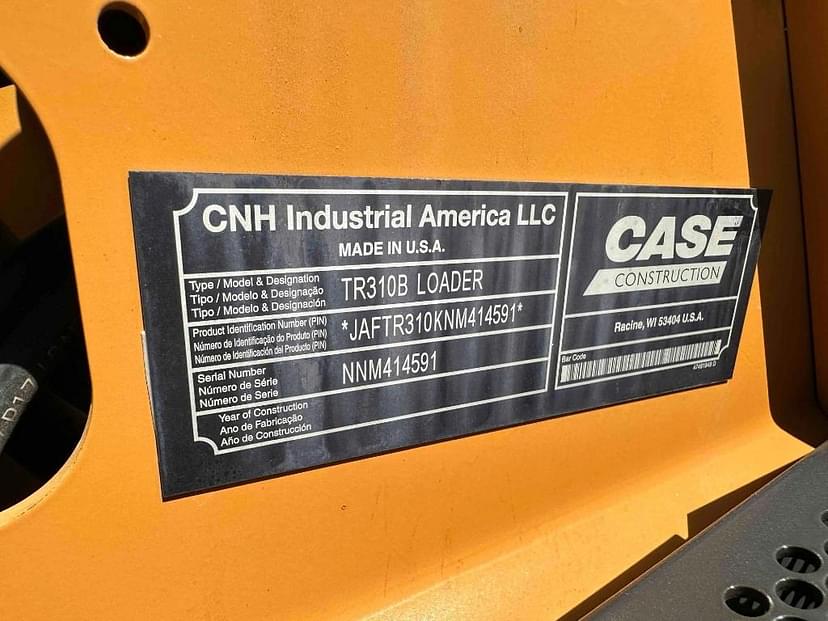 CNH Industrial America LLC
MADE IN U.S.A.
Type / Model & Designation
Tipo / Modelo & Designação
Tipo / Modelo & Designación
TR310B LOADER
Product Identification Number (PIN)
Número de Identificação do Produto (PIN)
Número de Identificación del Producto (PIN)
*JAFTR310KNM414591*
Serial Number
Número de Série
Número de Serie
NNM414591
Year of Construction
Ano de Fabricação
Año de Construcción
CASE
CONSTRUCTION
Racine, WI 53404 U.S.A.
Bar Code